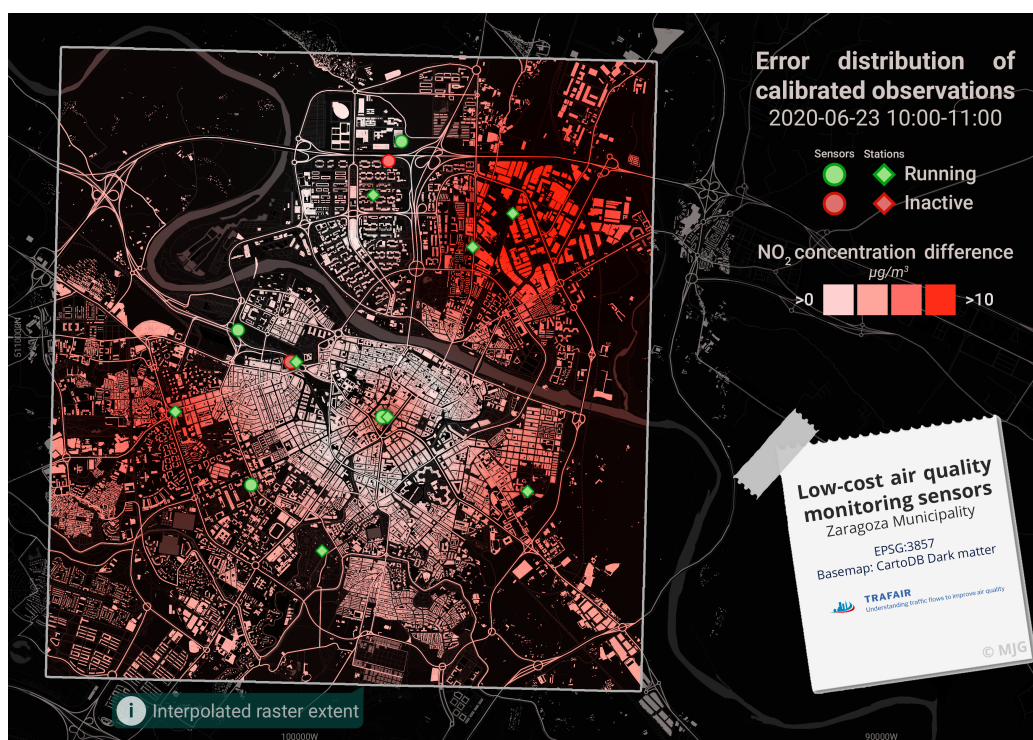 Error distribution of
calibrated observations
2020-06-23 10:00-11:00
Sensors Stations
Running
Inactive
NO2 concentration difference
µg/m³
>0 >10
5110000N
Low-cost air quality
monitoring sensors
Zaragoza Municipality
EPSG:3857
Basemap: CartoDB Dark matter
TRAFAIR
Understanding traffic flows to improve air quality
© MJG
i Interpolated raster extent
100000W 90000W